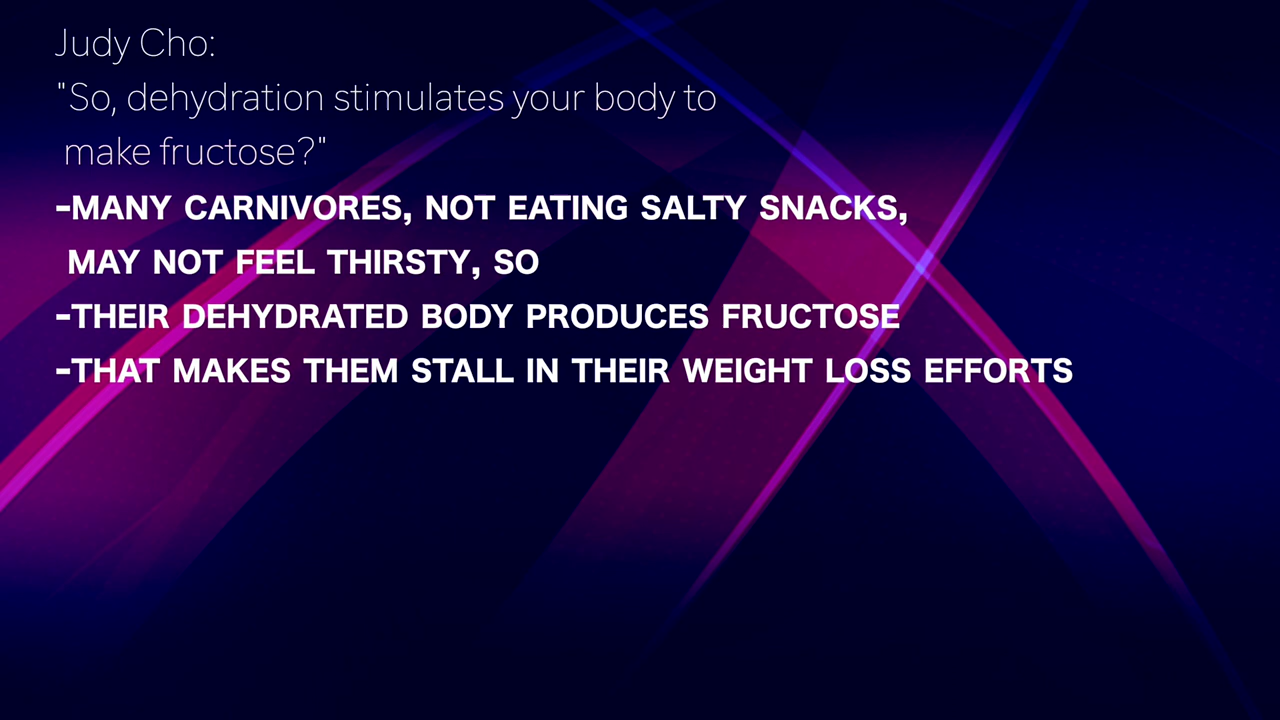 Judy Cho:
"So, dehydration stimulates your body to
make fructose?"
-MANY CARNIVORES, NOT EATING SALTY SNACKS,
MAY NOT FEEL THIRSTY, SO
-THEIR DEHYDRATED BODY PRODUCES FRUCTOSE
-THAT MAKES THEM STALL IN THEIR WEIGHT LOSS EFFORTS